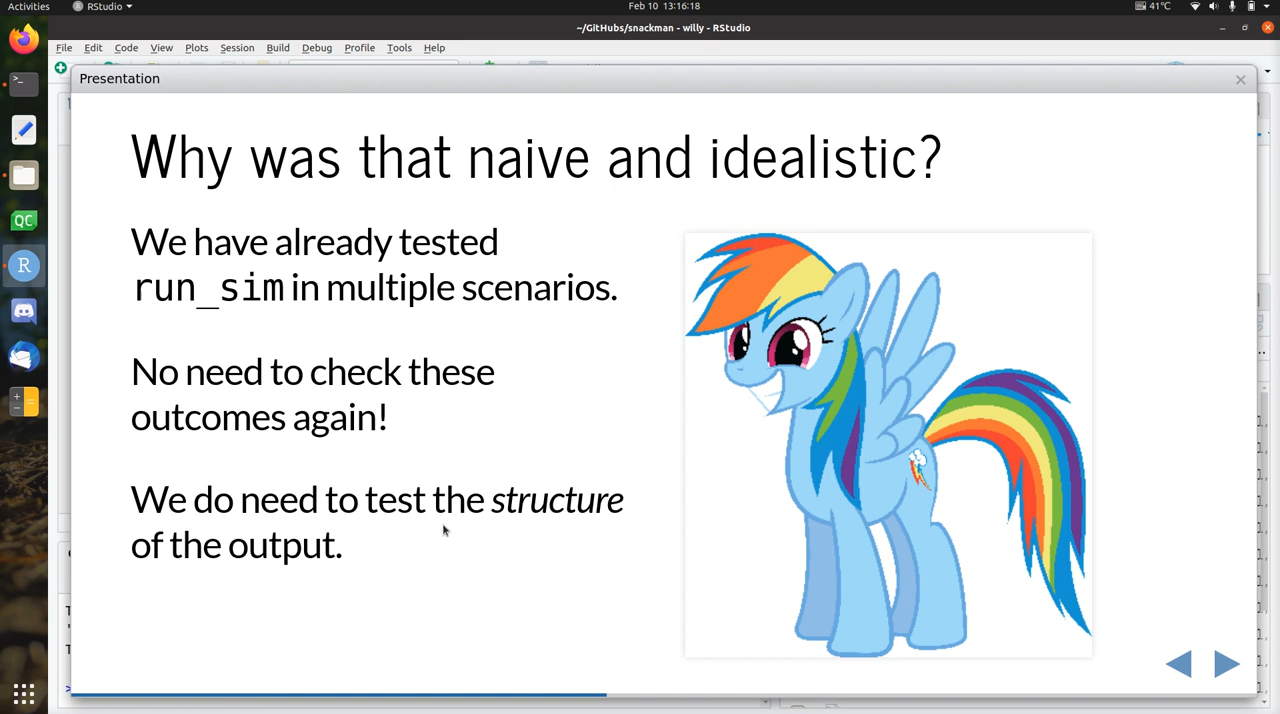 Activities
RStudio
Feb 10 13:16:18
41°C
~/GitHubs/snackman - willy - RStudio
File Edit Code View Plots Session Build Debug Profile Tools Help
Presentation
Why was that naive and idealistic?
We have already tested
run_sim in multiple scenarios.
No need to check these
outcomes again!
We do need to test the structure
of the output.
QC
R